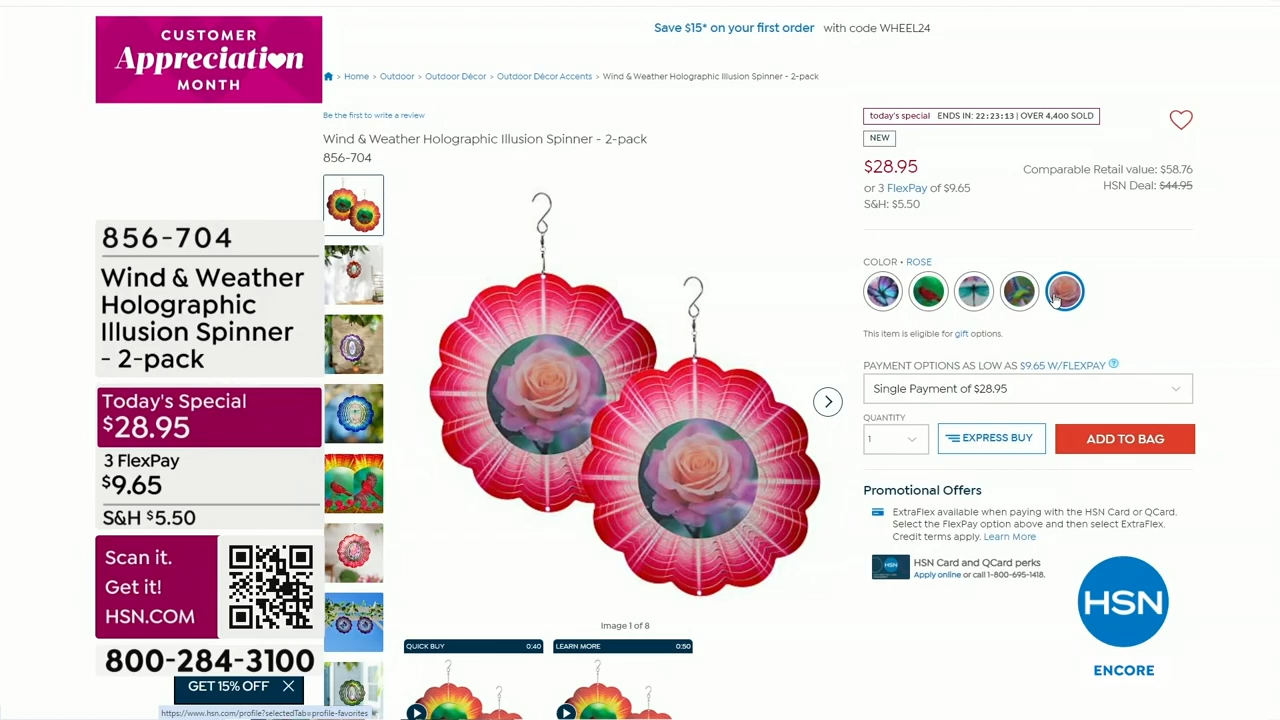 CUSTOMER
Appreciation
MONTH
Save $15* on your first order with code WHEEL24
> Home > Outdoor > Outdoor Décor > Outdoor Décor Accents > Wind & Weather Holographic Illusion Spinner - 2-pack
Be the first to write a review
Wind & Weather Holographic Illusion Spinner - 2-pack
856-704
today's special ENDS IN: 22:23:13 | OVER 4,400 SOLD
NEW
$28.95
Comparable Retail value: $58.76
or 3 FlexPay of $9.65
HSN Deal: $44.95
S&H: $5.50
COLOR • ROSE
This item is eligible for gift options.
PAYMENT OPTIONS AS LOW AS $9.65 W/FLEXPAY ?
Single Payment of $28.95
QUANTITY
1
EXPRESS BUY
ADD TO BAG
Promotional Offers
ExtraFlex available when paying with the HSN Card or QCard.
Select the FlexPay option above and then select ExtraFlex.
Credit terms apply. Learn More
HSN Card and QCard perks
Apply online or call 1-800-695-1418.
HSN
ENCORE
856-704
Wind & Weather
Holographic
Illusion Spinner
- 2-pack
Today's Special
$28.95
3 FlexPay
$9.65
S&H $5.50
Scan it.
Get it!
HSN.COM
800-284-3100
GET 15% OFF
Image 1 of 8
QUICK BUY 0:40
LEARN MORE 0:50
https://www.hsn.com/profile?selectedTab=profile-favorites